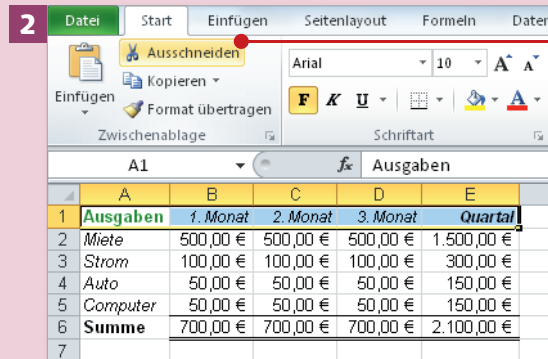 2
Datei Start Einfügen Seitenlayout Formeln Daten
Ausschneiden
Kopieren
Einfügen
Format übertragen
Zwischenablage
Arial 10 A A
F K U A
Schriftart
A1 fx Ausgaben
A B C D E
1 Ausgaben 1. Monat 2. Monat 3. Monat Quartal
2 Miete 500,00 € 500,00 € 500,00 € 1.500,00 €
3 Strom 100,00 € 100,00 € 100,00 € 300,00 €
4 Auto 50,00 € 50,00 € 50,00 € 150,00 €
5 Computer 50,00 € 50,00 € 50,00 € 150,00 €
6 Summe 700,00 € 700,00 € 700,00 € 2.100,00 €
7